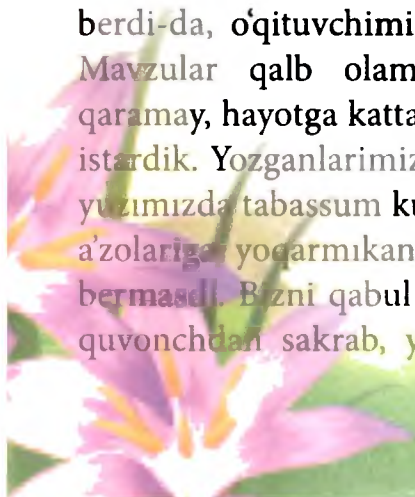 berdi-da, o'qituvchimi
Mavzular qalb olam
qaramay, hayotga katta
istardik. Yozganlarimiz
yuzimizda tabassum ku
a'zolariga yoqarmikan
bermasdi. Bizni qabul
quvonchdan sakrab, y